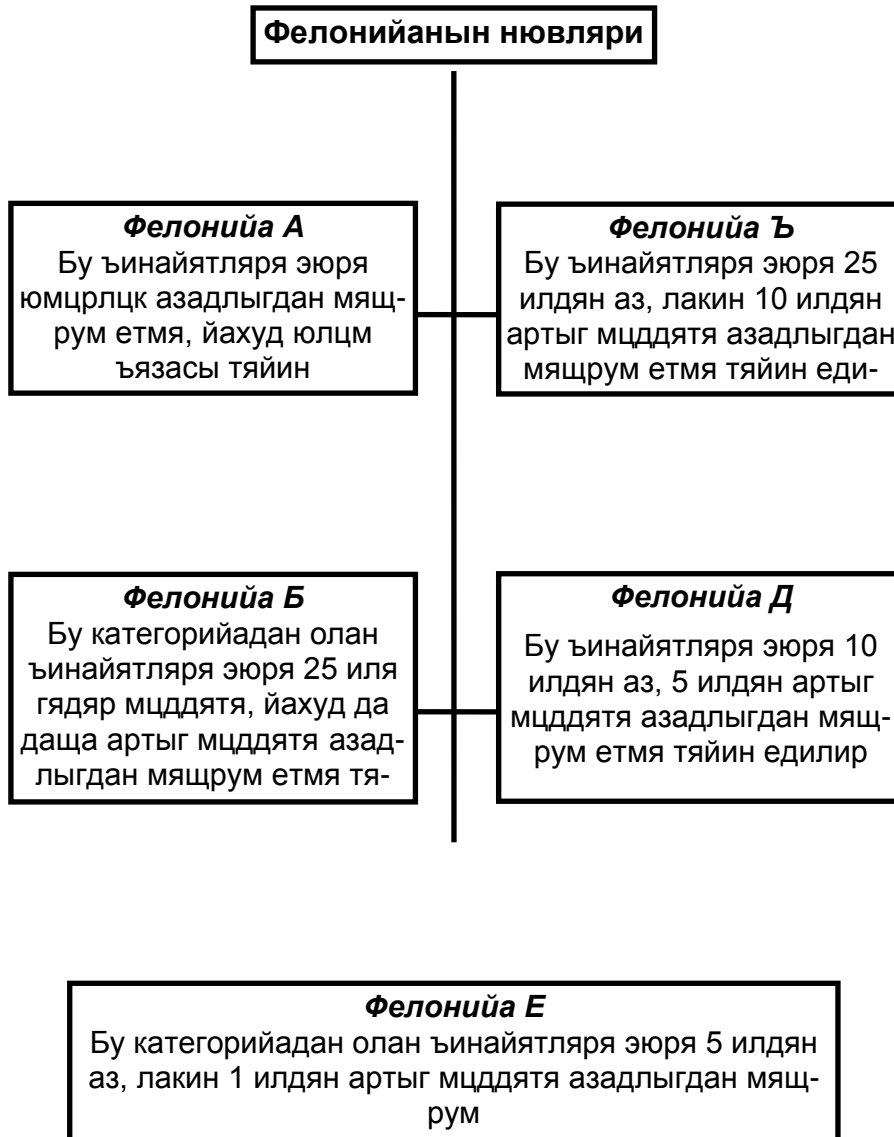 Фелонийанын нювляри
Фелонийа А
Бу ъинайятляря эюря
юмцрлцк азадлыгдан мящ-
рум етмя, йахуд юлцм
ъязасы тяйин
Фелонийа Ъ
Бу ъинайятляря эюря 25
илдян аз, лакин 10 илдян
артыг мцддятя азадлыгдан
мящрум етмя тяйин еди-
Фелонийа Б
Бу категорийадан олан
ъинайятляря эюря 25 иля
гядяр мцддятя, йахуд да
даща артыг мцддятя азад-
лыгдан мящрум етмя тя-
Фелонийа Д
Бу ъинайятляря эюря 10
илдян аз, 5 илдян артыг
мцддятя азадлыгдан мящ-
рум етмя тяйин едилир
Фелонийа Е
Бу категорийадан олан ъинайятляря эюря 5 илдян
аз, лакин 1 илдян артыг мцддятя азадлыгдан мящ-
рум